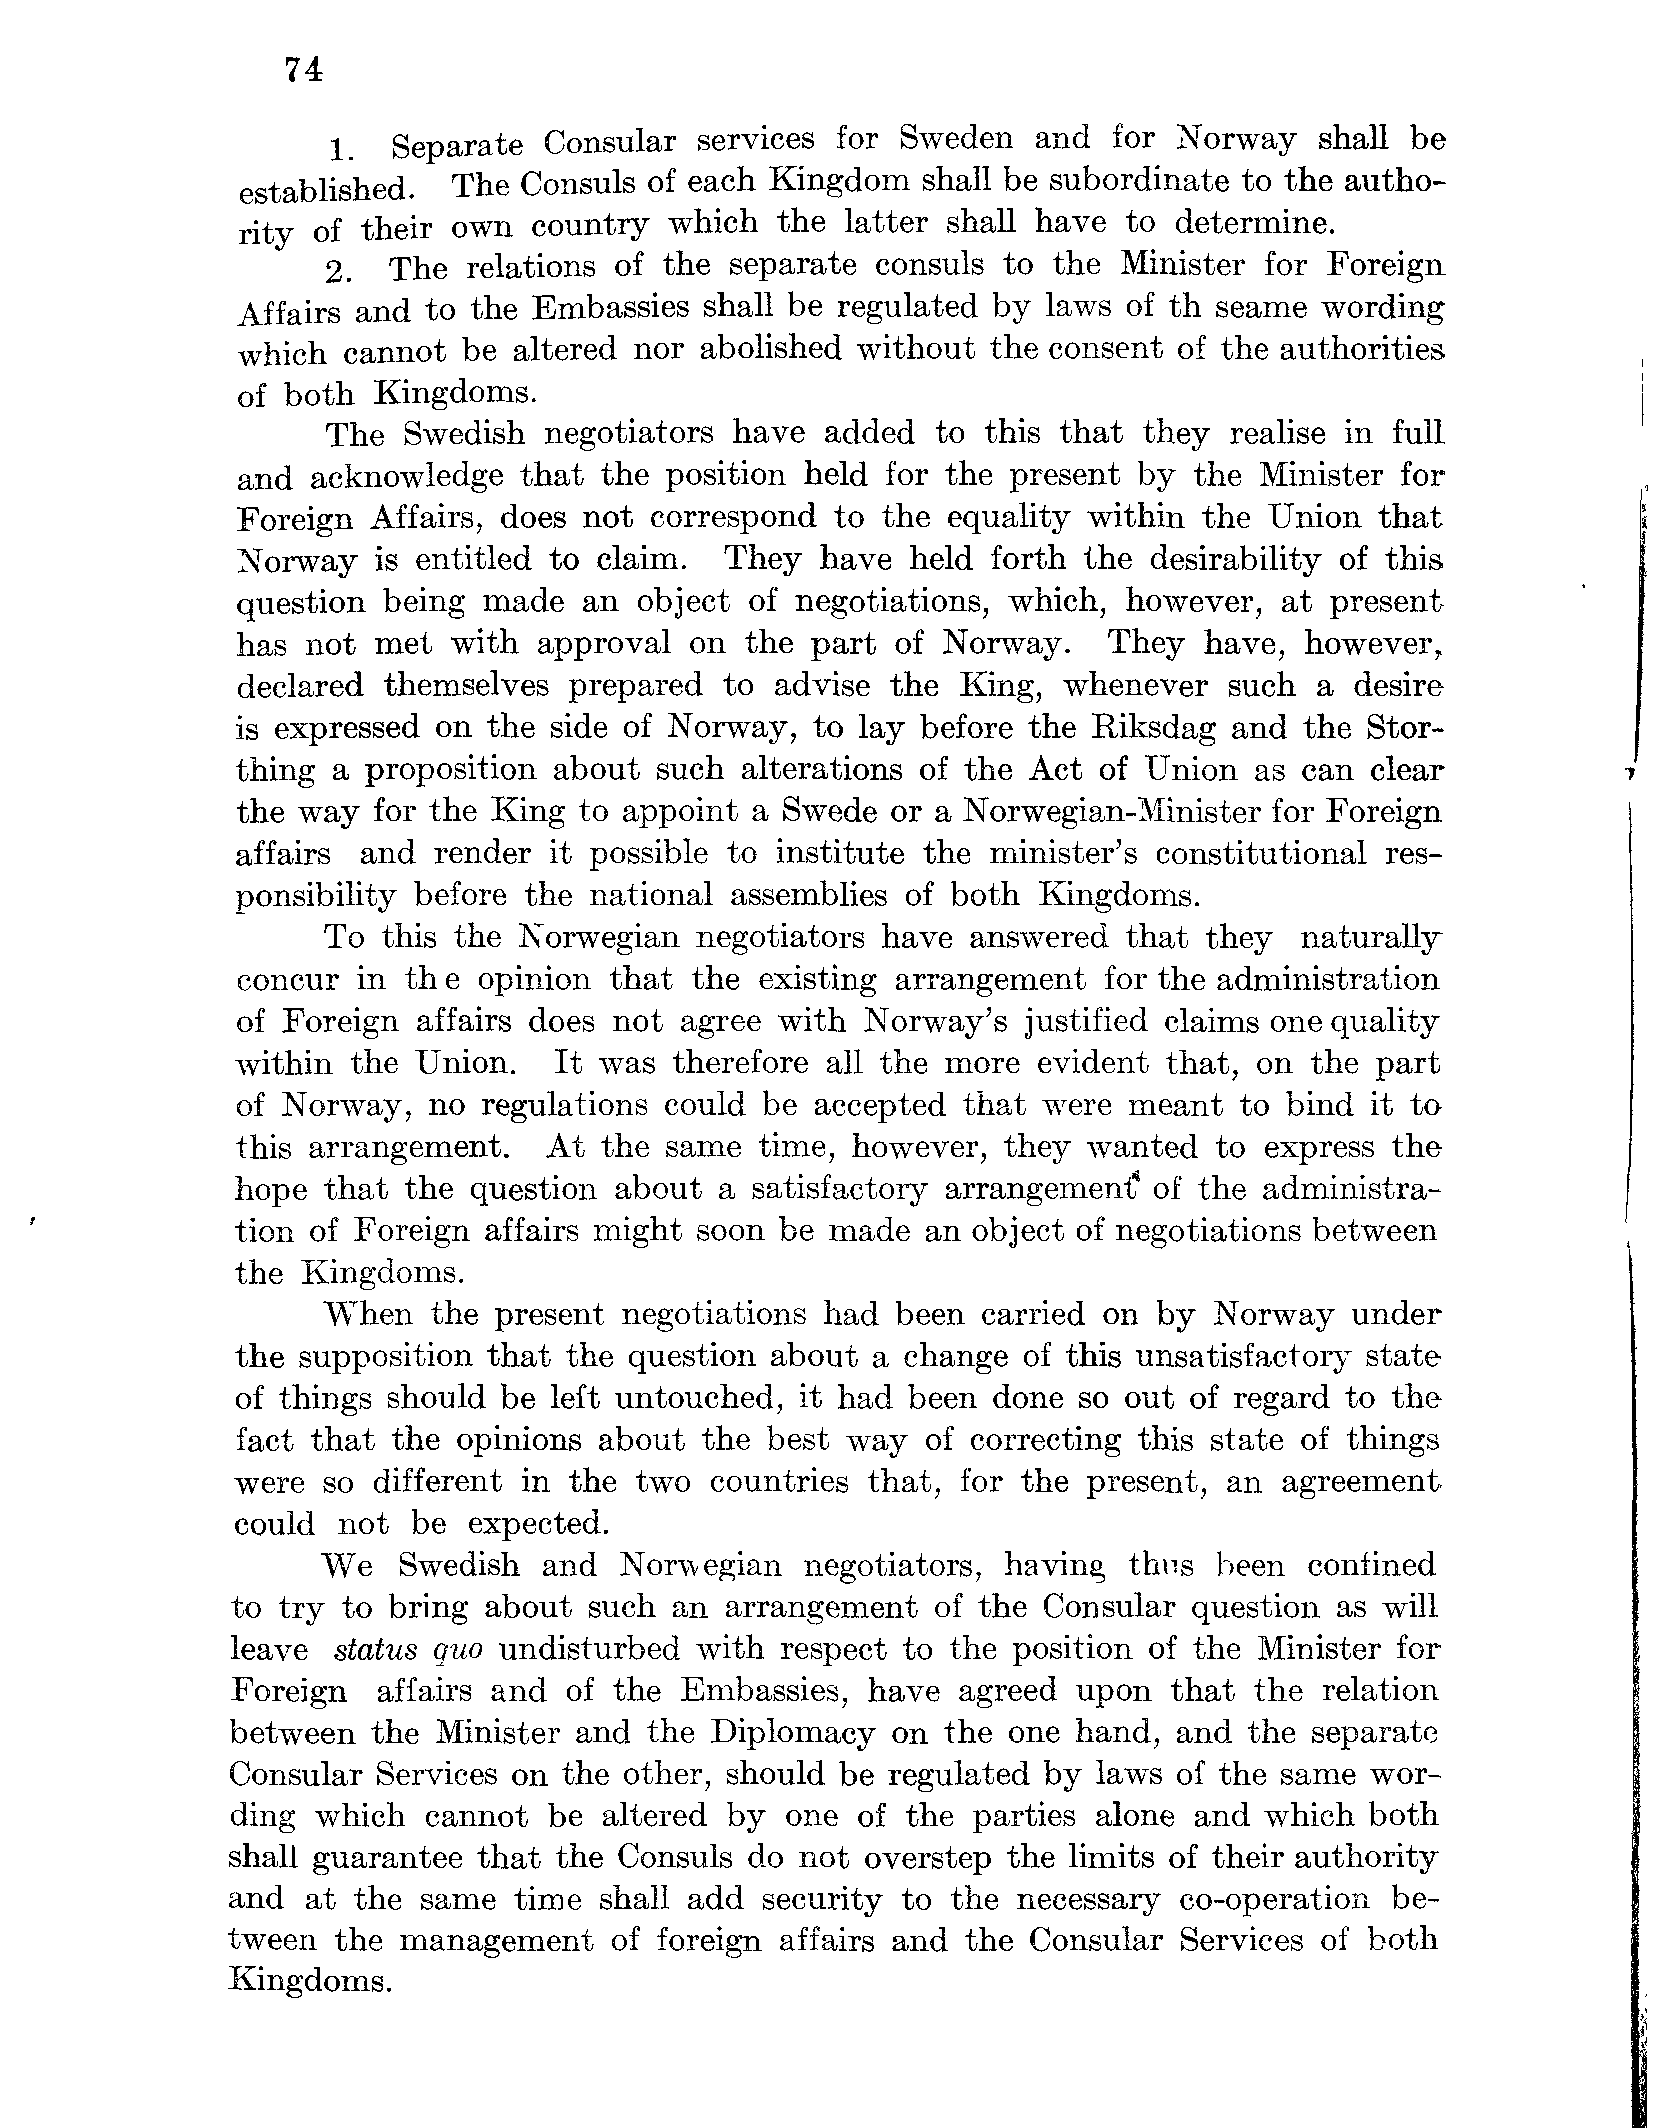 74
1. Separate Consular services for Sweden and for Norway shall be
established. The Consuls of each Kingdom shall be subordinate to the autho-
rity of their own country which the latter shall have to determine.
2. The relations of the separate consuls to the Minister for Foreign
Affairs and to the Embassies shall be regulated by laws of th seame wording
which cannot be altered nor abolished without the consent of the authorities
of both Kingdoms.
The Swedish negotiators have added to this that they realise in full
and acknowledge that the position held for the present by the Minister for
Foreign Affairs, does not correspond to the equality within the Union that
Norway is entitled to claim. They have held forth the desirability of this
question being made an object of negotiations, which, however, at present
has not met with approval on the part of Norway. They have, however,
declared themselves prepared to advise the King, whenever such a desire
is expressed on the side of Norway, to lay before the Riksdag and the Stor-
thing a proposition about such alterations of the Act of Union as can clear
the way for the King to appoint a Swede or a Norwegian-Minister for Foreign
affairs and render it possible to institute the minister's constitutional res-
ponsibility before the national assemblies of both Kingdoms.
To this the Norwegian negotiators have answered that they naturally
concur in th e opinion that the existing arrangement for the administration
of Foreign affairs does not agree with Norway's justified claims one quality
within the Union. It was therefore all the more evident that, on the part
of Norway, no regulations could be accepted that were meant to bind it to
this arrangement. At the same time, however, they wanted to express the
hope that the question about a satisfactory arrangement of the administra-
tion of Foreign affairs might soon be made an object of negotiations between
the Kingdoms.
When the present negotiations had been carried on by Norway under
the supposition that the question about a change of this unsatisfactory state
of things should be left untouched, it had been done so out of regard to the
fact that the opinions about the best way of correcting this state of things
were so different in the two countries that, for the present, an agreement
could not be expected.
We Swedish and Norwegian negotiators, having thus been confined
to try to bring about such an arrangement of the Consular question as will
leave status quo undisturbed with respect to the position of the Minister for
Foreign affairs and of the Embassies, have agreed upon that the relation
between the Minister and the Diplomacy on the one hand, and the separate
Consular Services on the other, should be regulated by laws of the same wor-
ding which cannot be altered by one of the parties alone and which both
shall guarantee that the Consuls do not overstep the limits of their authority
and at the same time shall add security to the necessary co-operation be-
tween the management of foreign affairs and the Consular Services of both
Kingdoms.